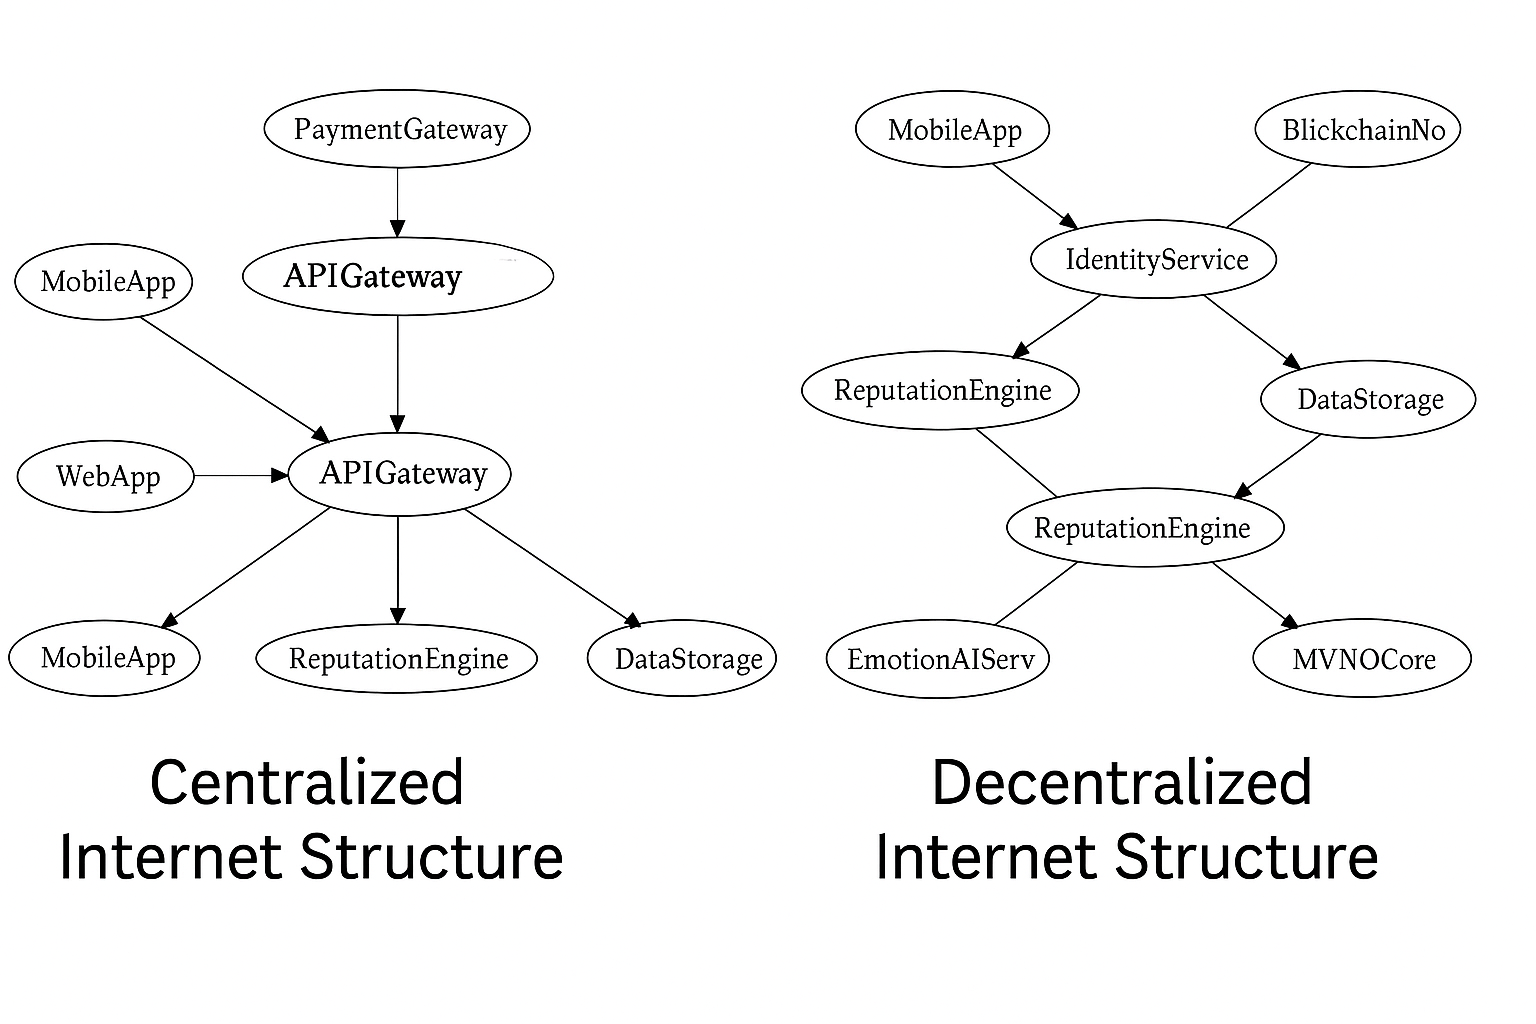 PaymentGateway
APIGateway
MobileApp
WebApp
APIGateway
MobileApp
ReputationEngine
DataStorage
Centralized
Internet Structure
MobileApp
BlickchainNo
IdentityService
ReputationEngine
DataStorage
ReputationEngine
EmotionAIServ
MVNOCore
Decentralized
Internet Structure